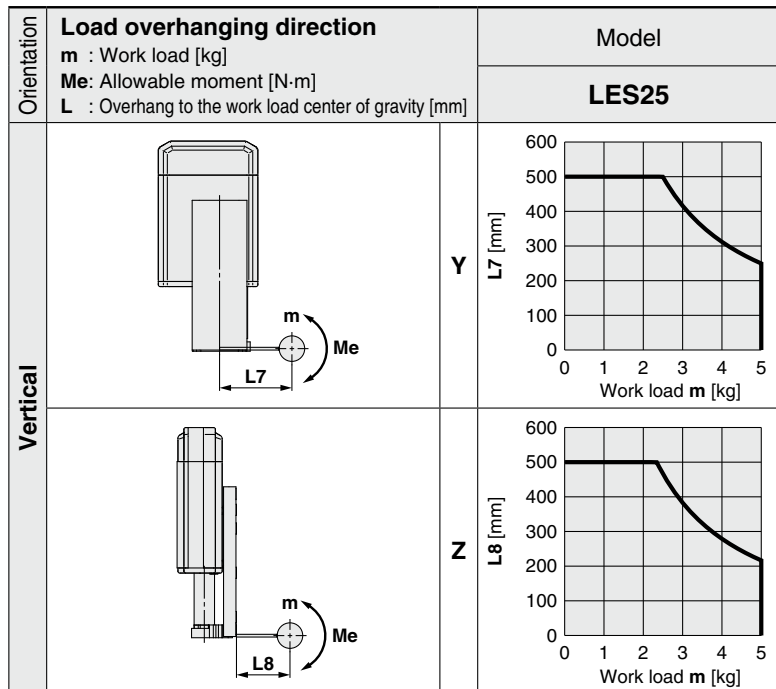 Orientation
Load overhanging direction
m : Work load [kg]
Me: Allowable moment [N·m]
L : Overhang to the work load center of gravity [mm]
Model
LES25
Vertical
m
Me
L7
Y
L7 [mm]
600
500
400
300
200
100
0
0 1 2 3 4 5
Work load m [kg]
m
Me
L8
Z
L8 [mm]
600
500
400
300
200
100
0
0 1 2 3 4 5
Work load m [kg]